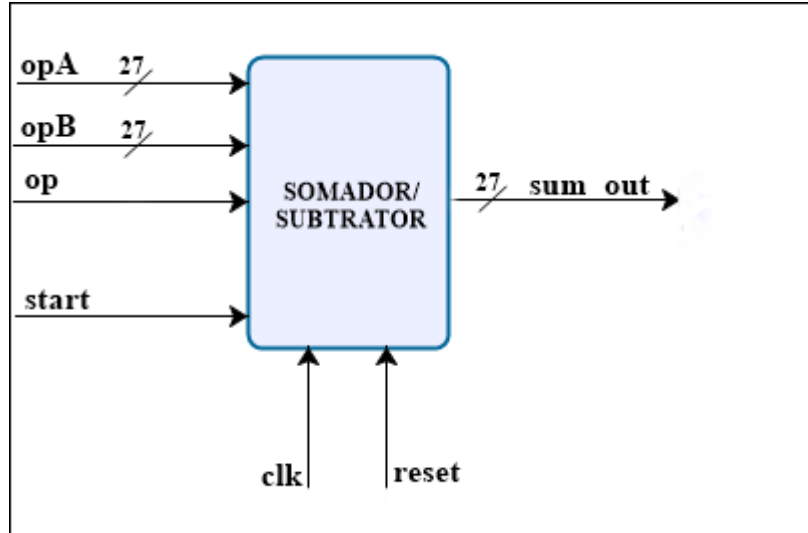 opA 27
opB 27
op
SOMADOR/
SUBTRATOR
27 sum out
start
clk
reset